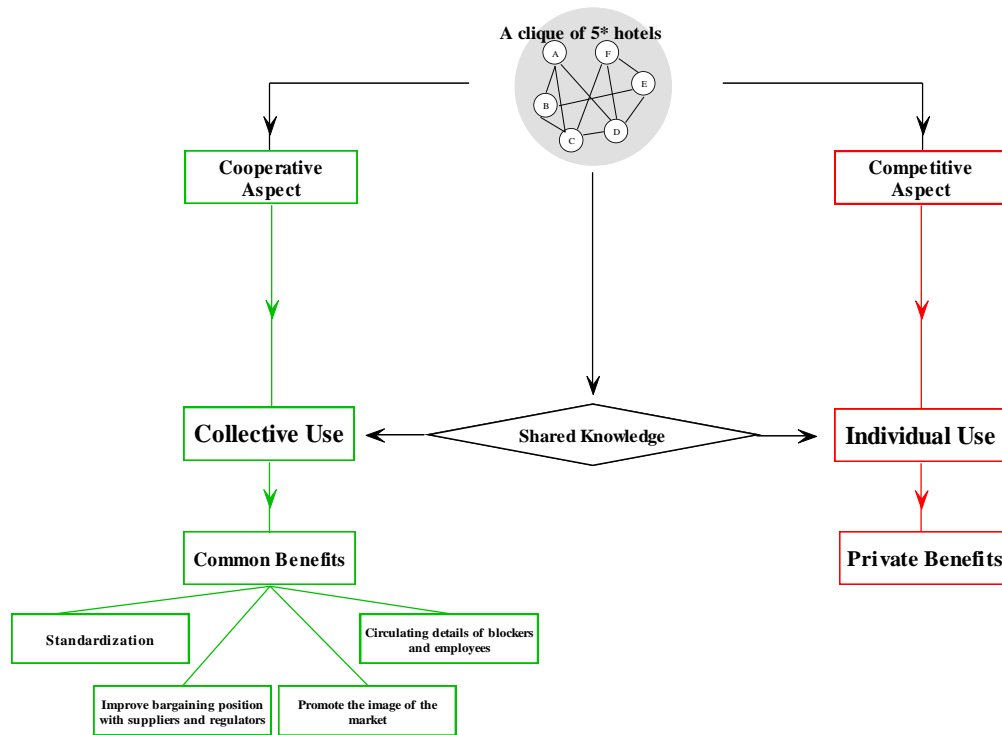 A clique of 5* hotels
A
F
E
B
D
C
Cooperative
Aspect
Competitive
Aspect
Collective Use
Shared Knowledge
Individual Use
Common Benefits
Private Benefits
Standardization
Circulating details of blockers
and employees
Improve bargaining position
with suppliers and regulators
Promote the image of the
market